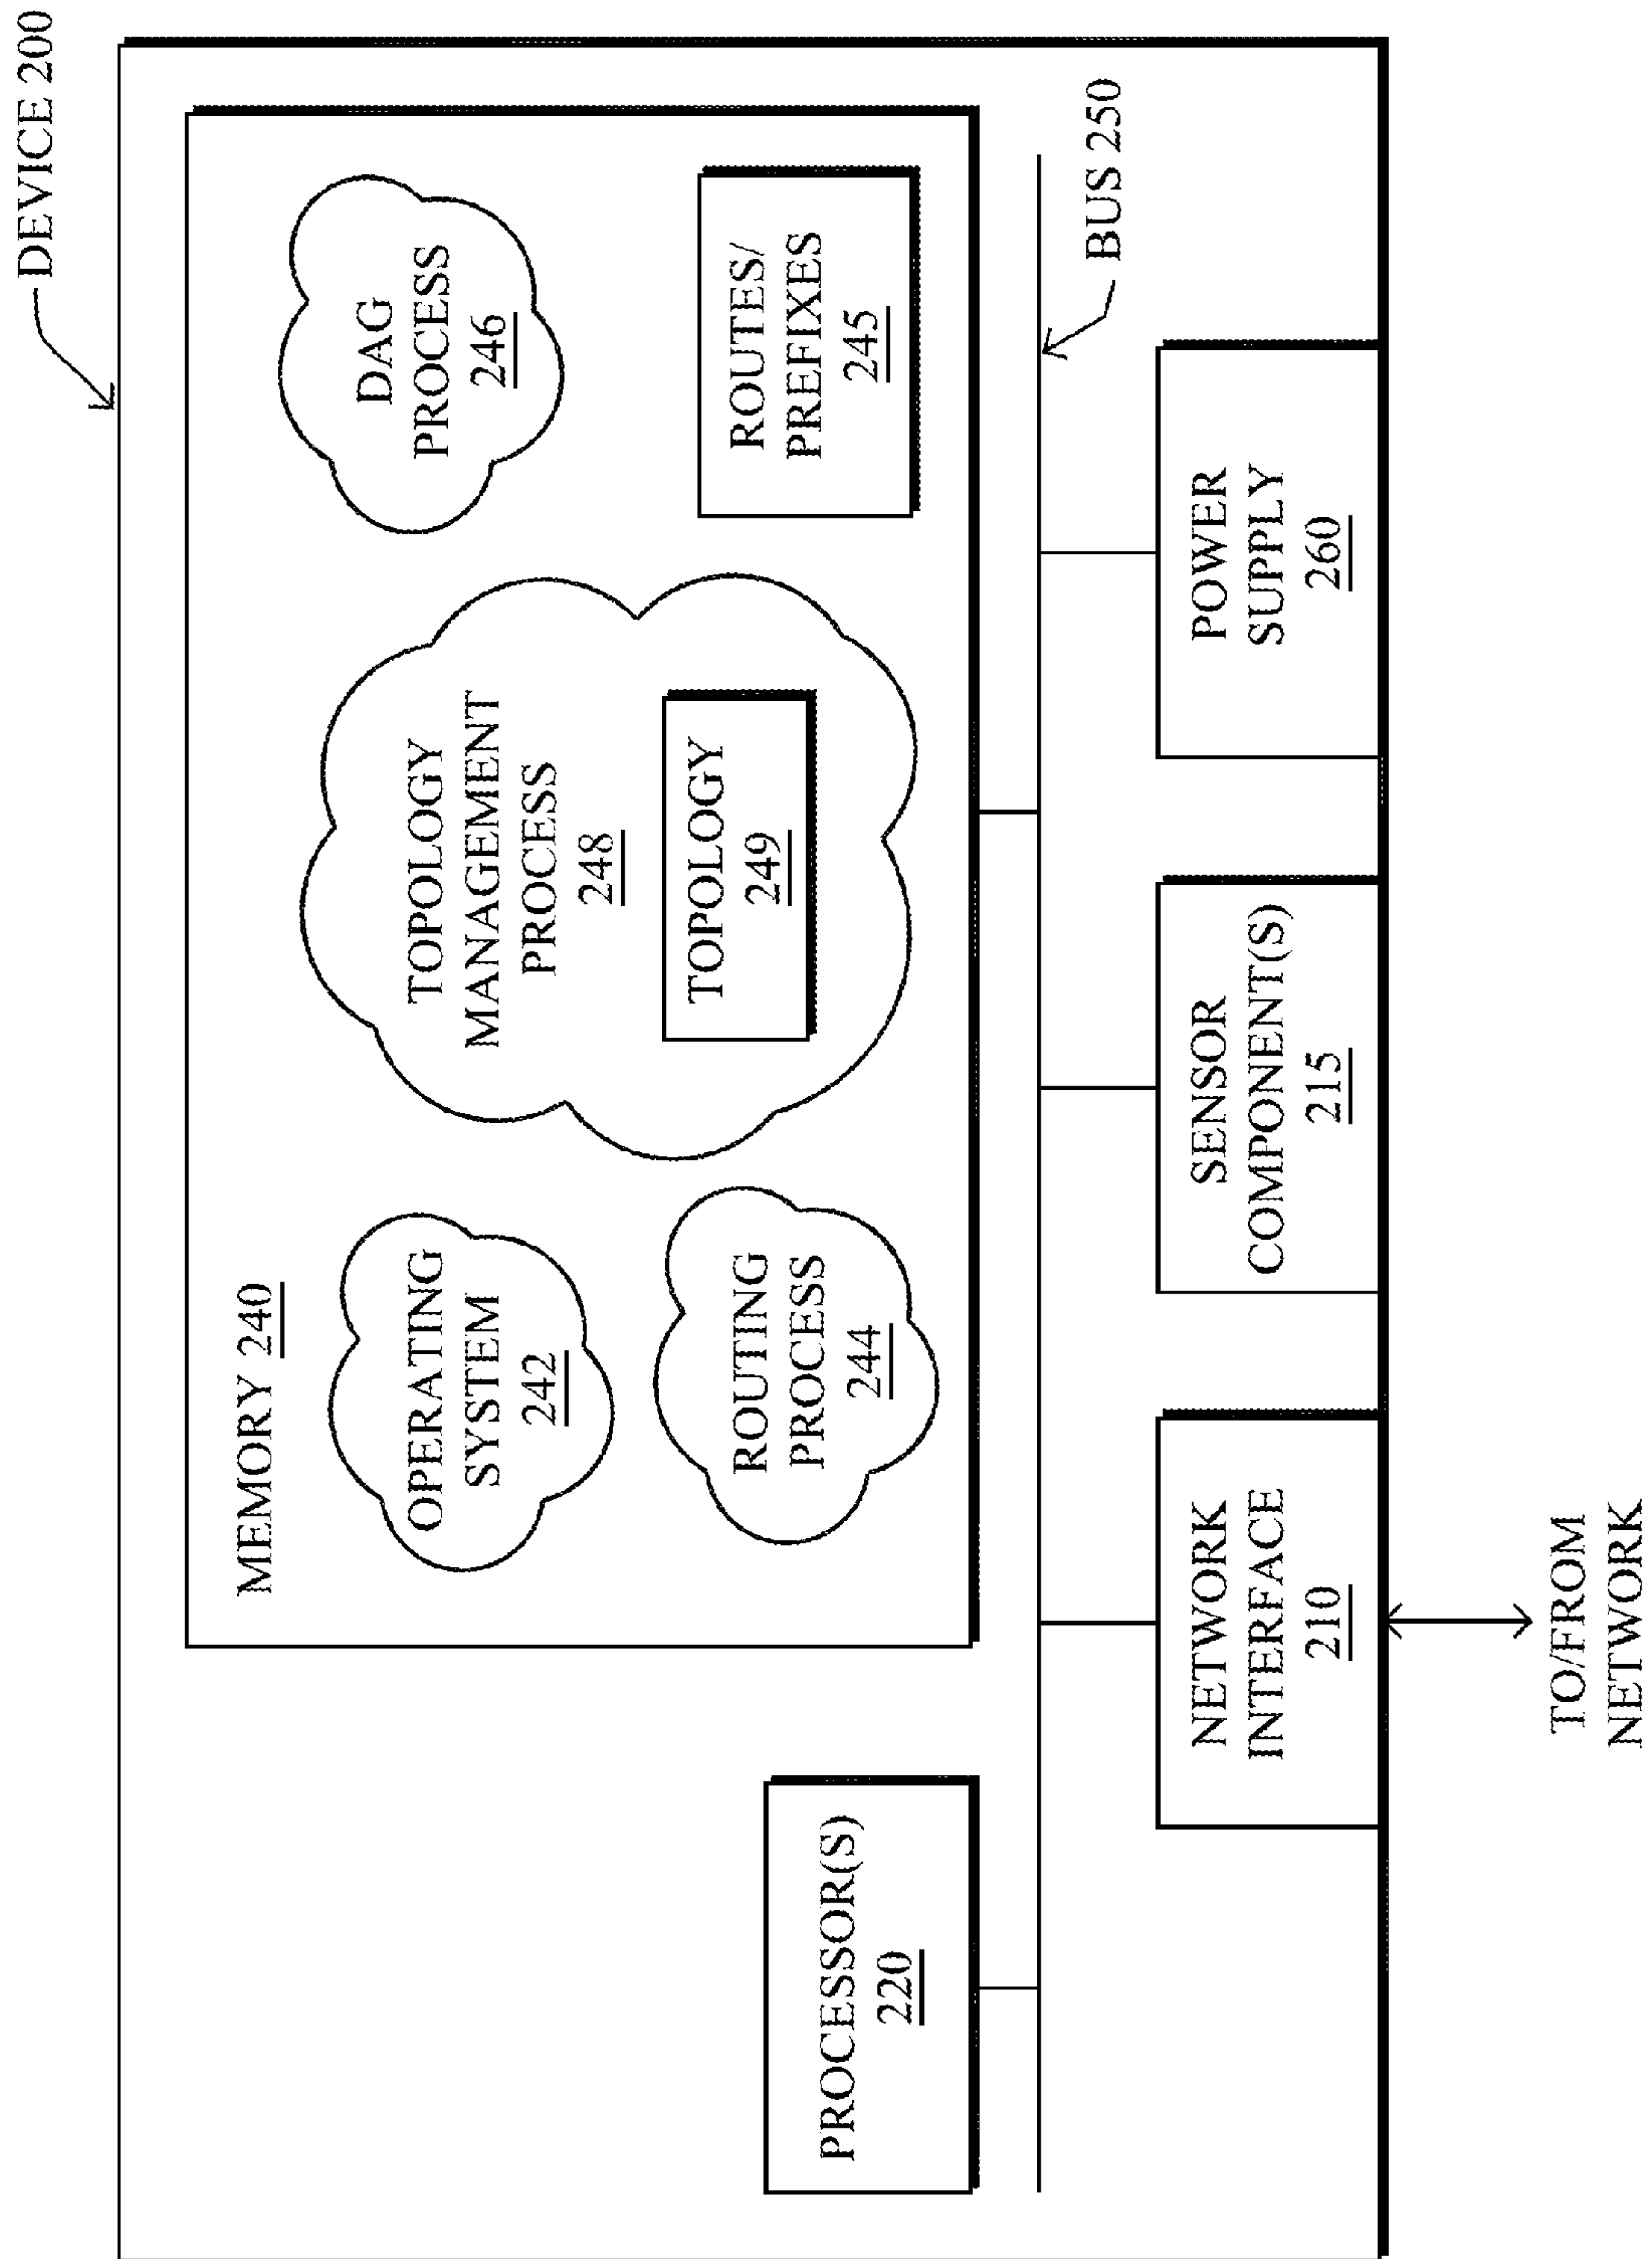 DEVICE 200
MEMORY 240
OPERATING
SYSTEM
242
ROUTING
PROCESS
244
TOPOLOGY
MANAGEMENT
PROCESS
248
TOPOLOGY
249
DAG
PROCESS
246
ROUTES/
PREFIXES
245
PROCESSOR(S)
220
BUS 250
NETWORK
INTERFACE
210
SENSOR
COMPONENT(S)
215
POWER
SUPPLY
260
TO/FROM
NETWORK